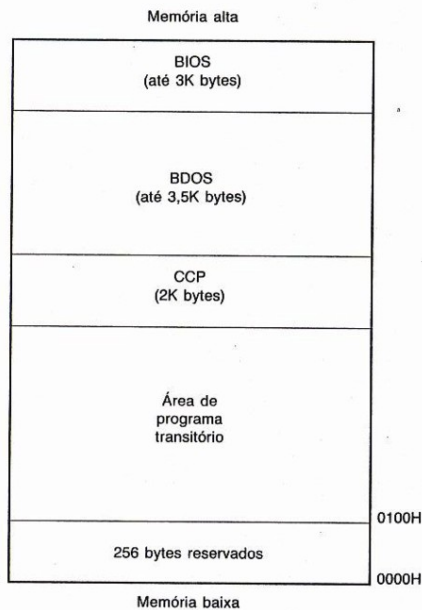 Memória alta
BIOS
(até 3K bytes)
BDOS
(até 3,5K bytes)
CCP
(2K bytes)
Área de
programa
transitório
0100H
256 bytes reservados
0000H
Memória baixa